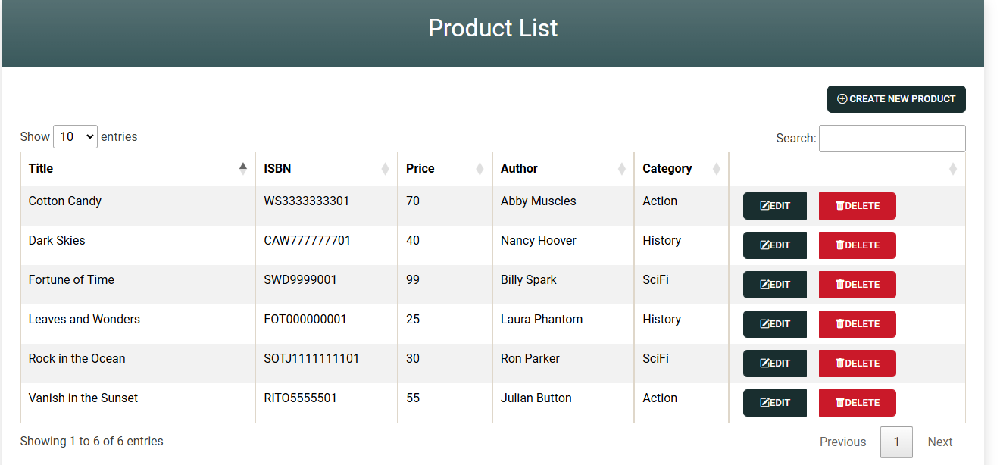 Product List
CREATE NEW PRODUCT
Show 10 entries Search:
Title ISBN Price Author Category
Cotton Candy WS3333333301 70 Abby Muscles Action EDIT DELETE
Dark Skies CAW777777701 40 Nancy Hoover History EDIT DELETE
Fortune of Time SWD9999001 99 Billy Spark SciFi EDIT DELETE
Leaves and Wonders FOT000000001 25 Laura Phantom History EDIT DELETE
Rock in the Ocean SOTJ1111111101 30 Ron Parker SciFi EDIT DELETE
Vanish in the Sunset RITO5555501 55 Julian Button Action EDIT DELETE
Showing 1 to 6 of 6 entries Previous 1 Next